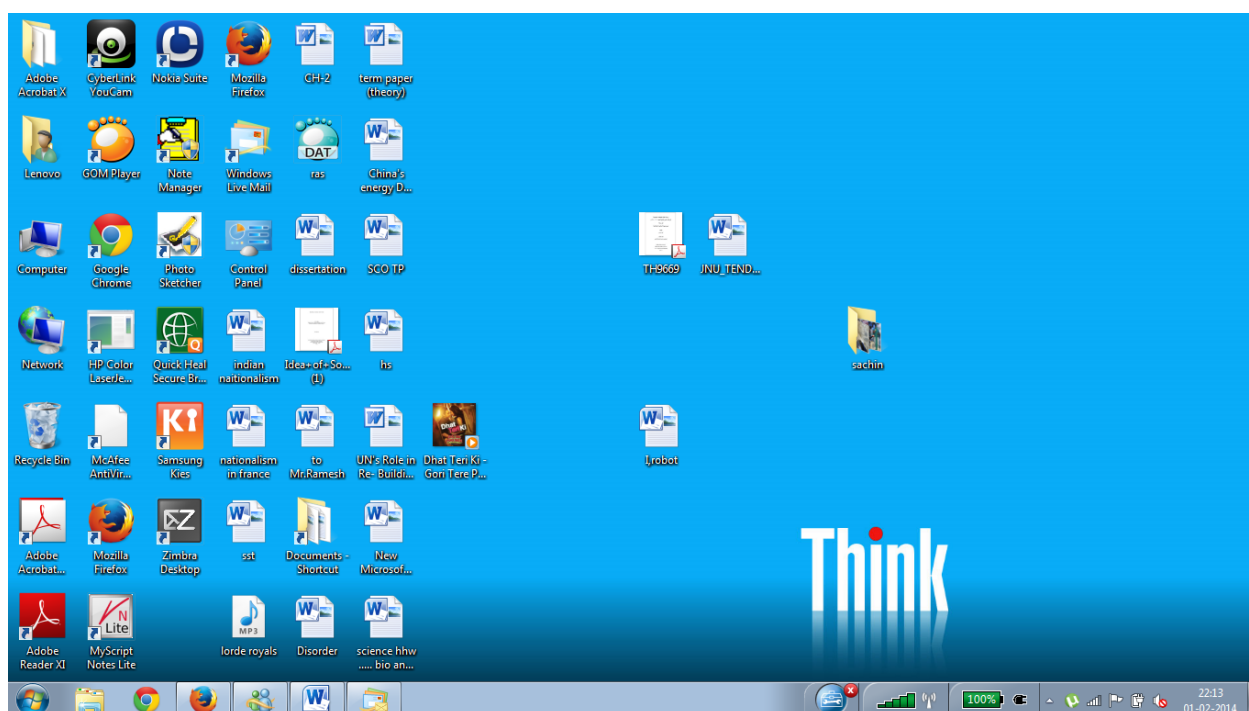 Adobe
Acrobat X
CyberLink
YouCam
Nokia Suite
Mozilla
Firefox
CH-2
term paper
(theory)
Lenovo
GOM Player
Note
Manager
Windows
Live Mail
DAT
ras
China's
energy D...
Computer
Google
Chrome
Photo
Sketcher
Control
Panel
dissertation
SCO TP
TH9669
JNU_TEND...
Network
HP Color
LaserJe...
Quick Heal
Secure Br...
indian
naitionalism
Idea+of+So...
(1)
hs
sachin
Recycle Bin
McAfee
AntiVir...
Samsung
Kies
nationalism
in france
to
Mr.Ramesh
UN's Role in
Re- Buildi...
Dhat Teri Ki -
Gori Tere P...
I,robot
Adobe
Acrobat...
Mozilla
Firefox
Zimbra
Desktop
sst
Documents -
Shortcut
New
Microsof...
Think
Lite
MP3
Adobe
Reader XI
MyScript
Notes Lite
lorde royals
Disorder
science hhw
..... bio an...
100%
22:13
01-02-2014